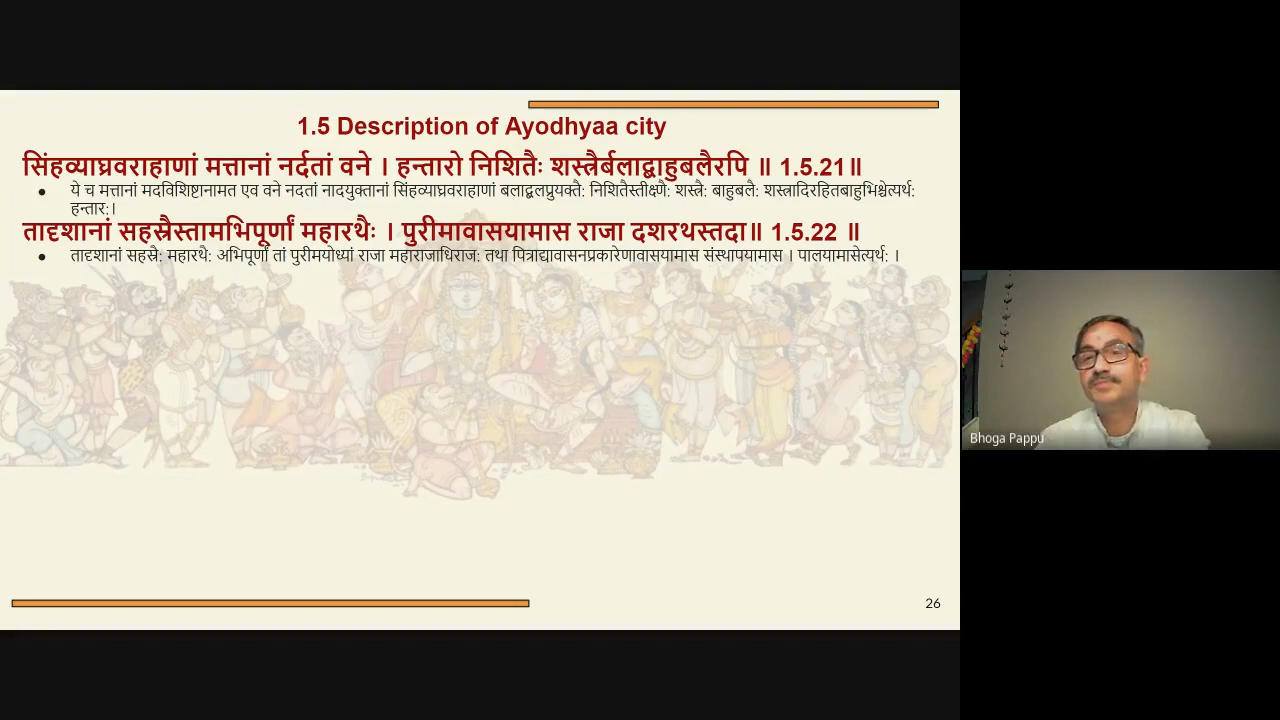 1.5 Description of Ayodhyaa city
सिंहव्याघ्रवराहाणां मत्तानां नर्दतां वने । हन्तारो निशितैः शस्त्रैर्बलाद्बाहुबलैरपि ॥ 1.5.21॥
● ये च मत्तानां मदविशिष्टानामत एव वने नदतां नादयुक्तानां सिंहव्याघ्रवराहाणां बलाद्बलप्रयुक्तै: निशितैस्तीक्ष्णै: शस्त्रै: बाहुबलै: शस्त्रादिरहितबाहुभिश्चेत्यर्थ:
हन्तार:।
तादृशानां सहस्रैस्तामभिपूर्णां महारथैः । पुरीमावासयामास राजा दशरथस्तदा॥ 1.5.22 ॥
● तादृशानां सहस्रै: महारथै: अभिपूर्णां तां पुरीमयोध्यां राजा महाराजाधिराज: तथा पित्राद्यावासनप्रकारेणावासयामास संस्थापयामास । पालयामासेत्यर्थ: ।
Bhoga Pappu
26